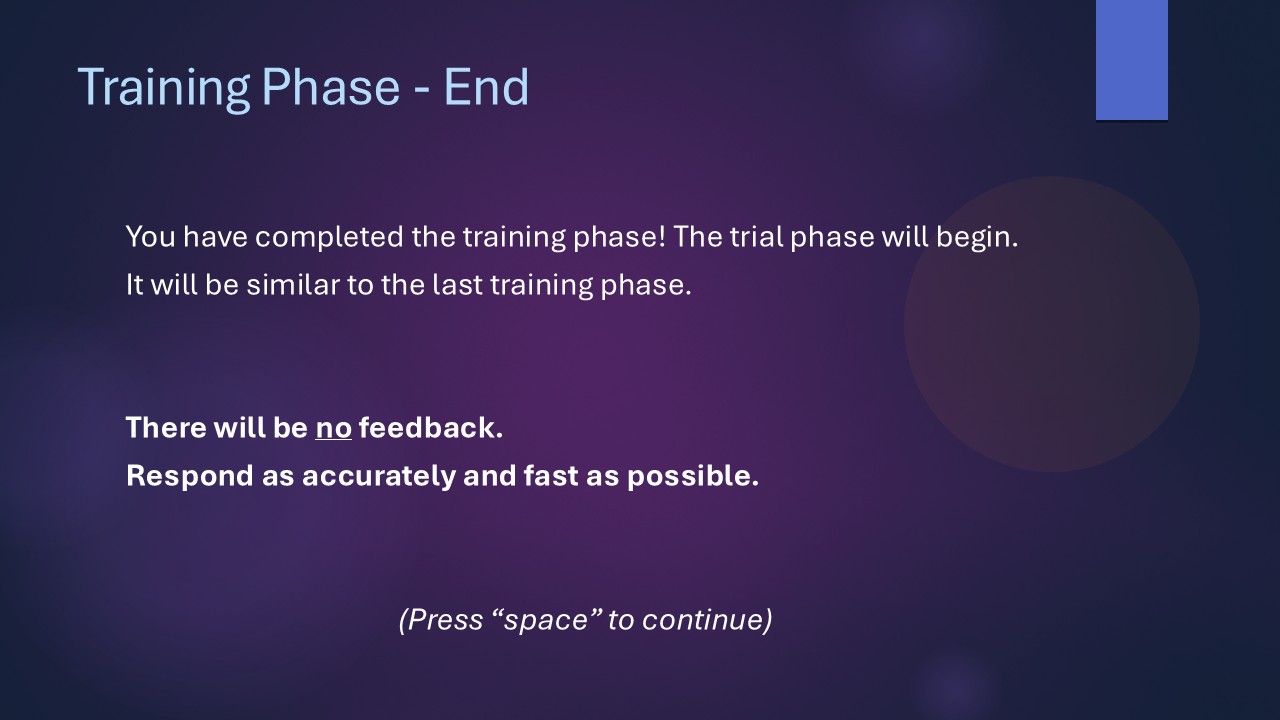 Training Phase - End
You have completed the training phase! The trial phase will begin.
It will be similar to the last training phase.
There will be no feedback.
Respond as accurately and fast as possible.
(Press “space” to continue)